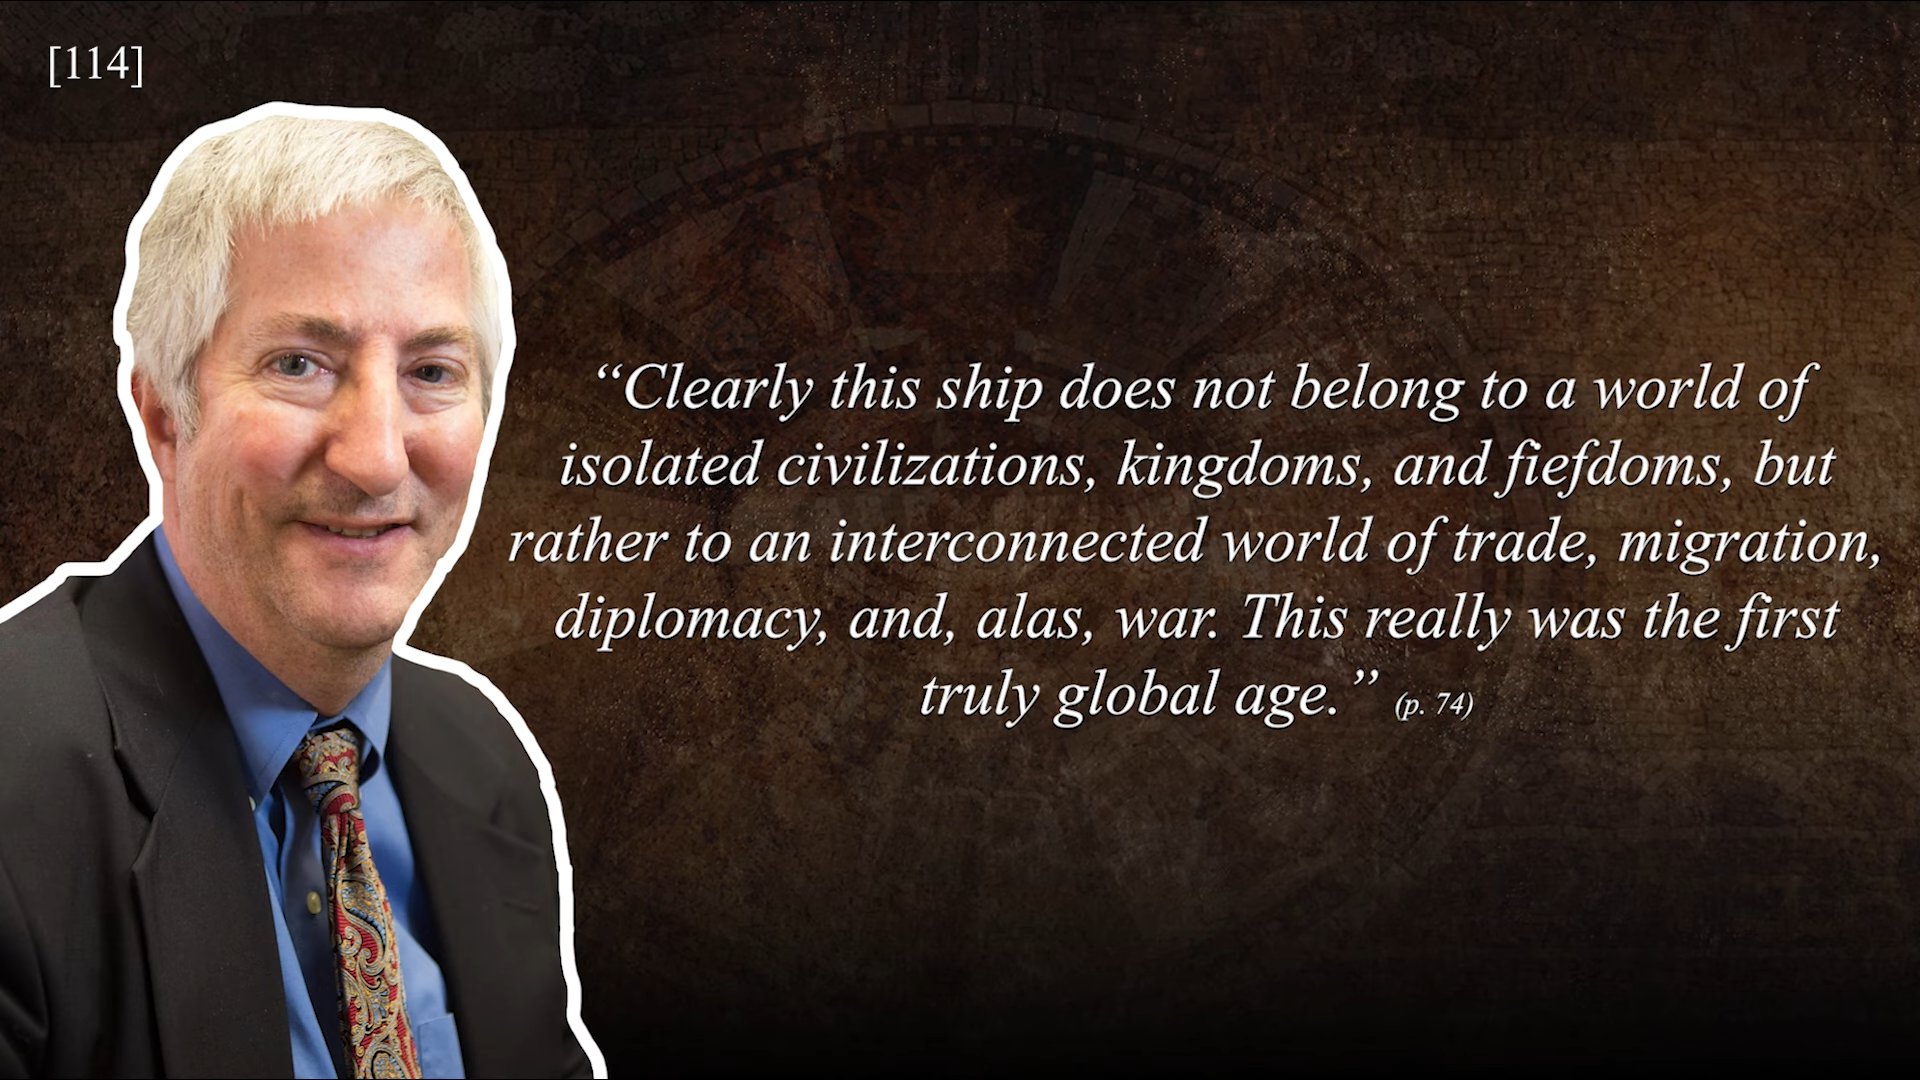 [114]
“Clearly this ship does not belong to a world of
isolated civilizations, kingdoms, and fiefdoms, but
rather to an interconnected world of trade, migration,
diplomacy, and, alas, war. This really was the first
truly global age.” (p. 74)